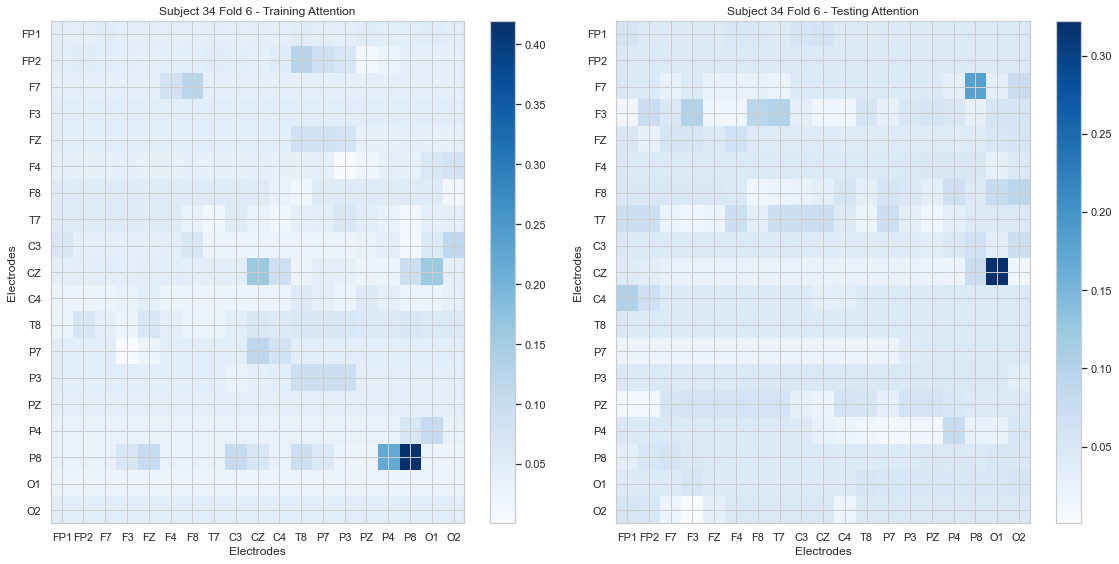 Subject 34 Fold 6 - Training Attention
FP1
FP2
F7
F3
FZ
F4
F8
T7
C3
CZ
C4
T8
P7
P3
PZ
P4
P8
O1
O2
Electrodes
FP1 FP2 F7 F3 FZ F4 F8 T7 C3 CZ T8 P7 P3 PZ P4 P8 O1 O2
Electrodes
0.40
0.35
0.30
0.25
0.20
0.15
0.10
0.05
Subject 34 Fold 6 - Testing Attention
FP1
FP2
F7
F3
FZ
F4
F8
T7
C3
CZ
C4
T8
P7
P3
PZ
P4
P8
O1
O2
Electrodes
FP1 FP2 F7 F3 FZ F4 F8 T7 C3 CZ C4 T8 P7 P3 PZ P4 P8 O1 O2
Electrodes
0.30
0.25
0.20
0.15
0.10
0.05